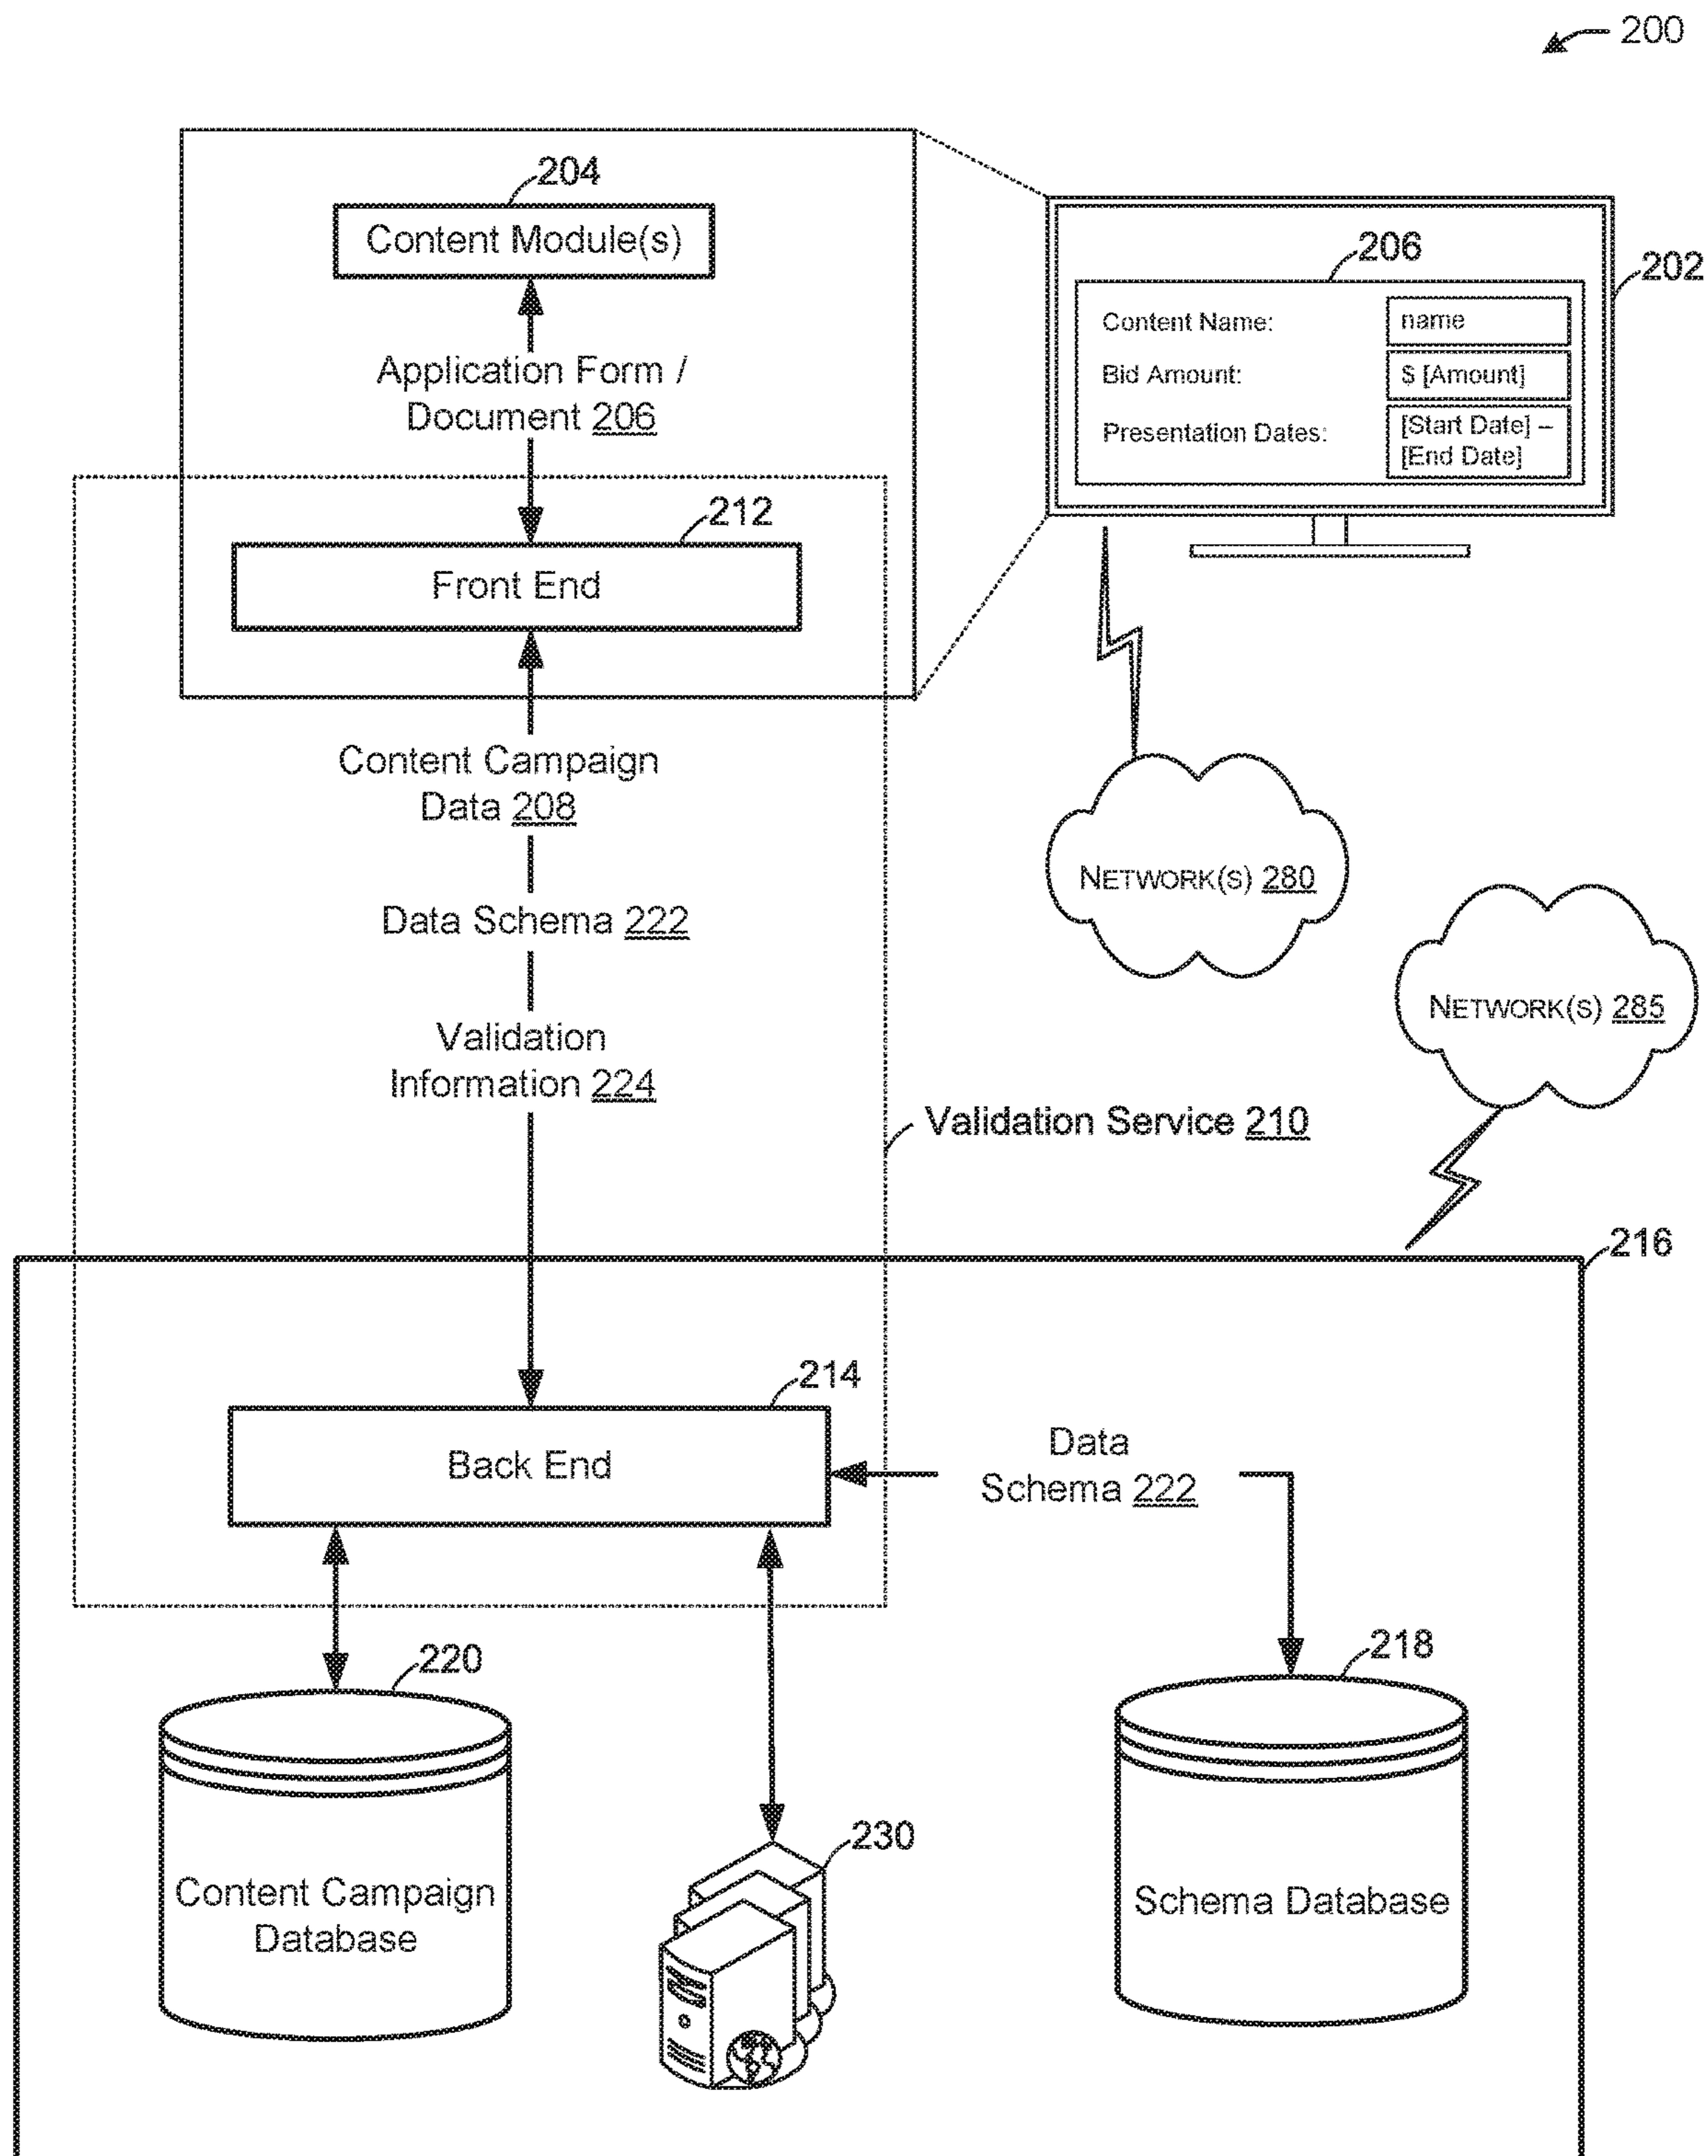 200
204
Content Module(s)
206
202
Content Name:
name
Bid Amount:
$ [Amount]
Presentation Dates:
[Start Date] –
[End Date]
Application Form /
Document 206
212
Front End
Content Campaign
Data 208
NETWORK(S) 280
Data Schema 222
NETWORK(S) 285
Validation
Information 224
Validation Service 210
216
214
Back End
Data
Schema 222
220
218
230
Content Campaign
Database
Schema Database